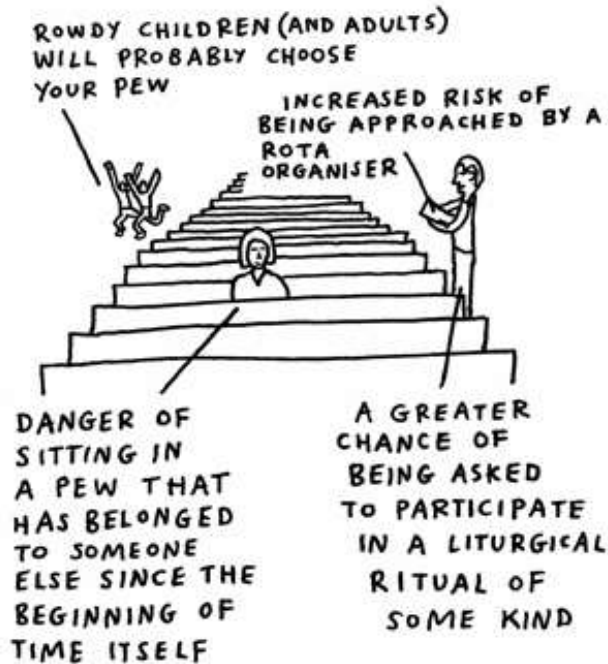 ROWDY CHILDREN (AND ADULTS)
WILL PROBABLY CHOOSE
YOUR PEW
INCREASED RISK OF
BEING APPROACHED BY A
ROTA
ORGANISER
DANGER OF
SITTING IN
A PEW THAT
HAS BELONGED
TO SOMEONE
ELSE SINCE THE
BEGINNING OF
TIME ITSELF
A GREATER
CHANCE OF
BEING ASKED
TO PARTICIPATE
IN A LITURGICAL
RITUAL OF
SOME KIND